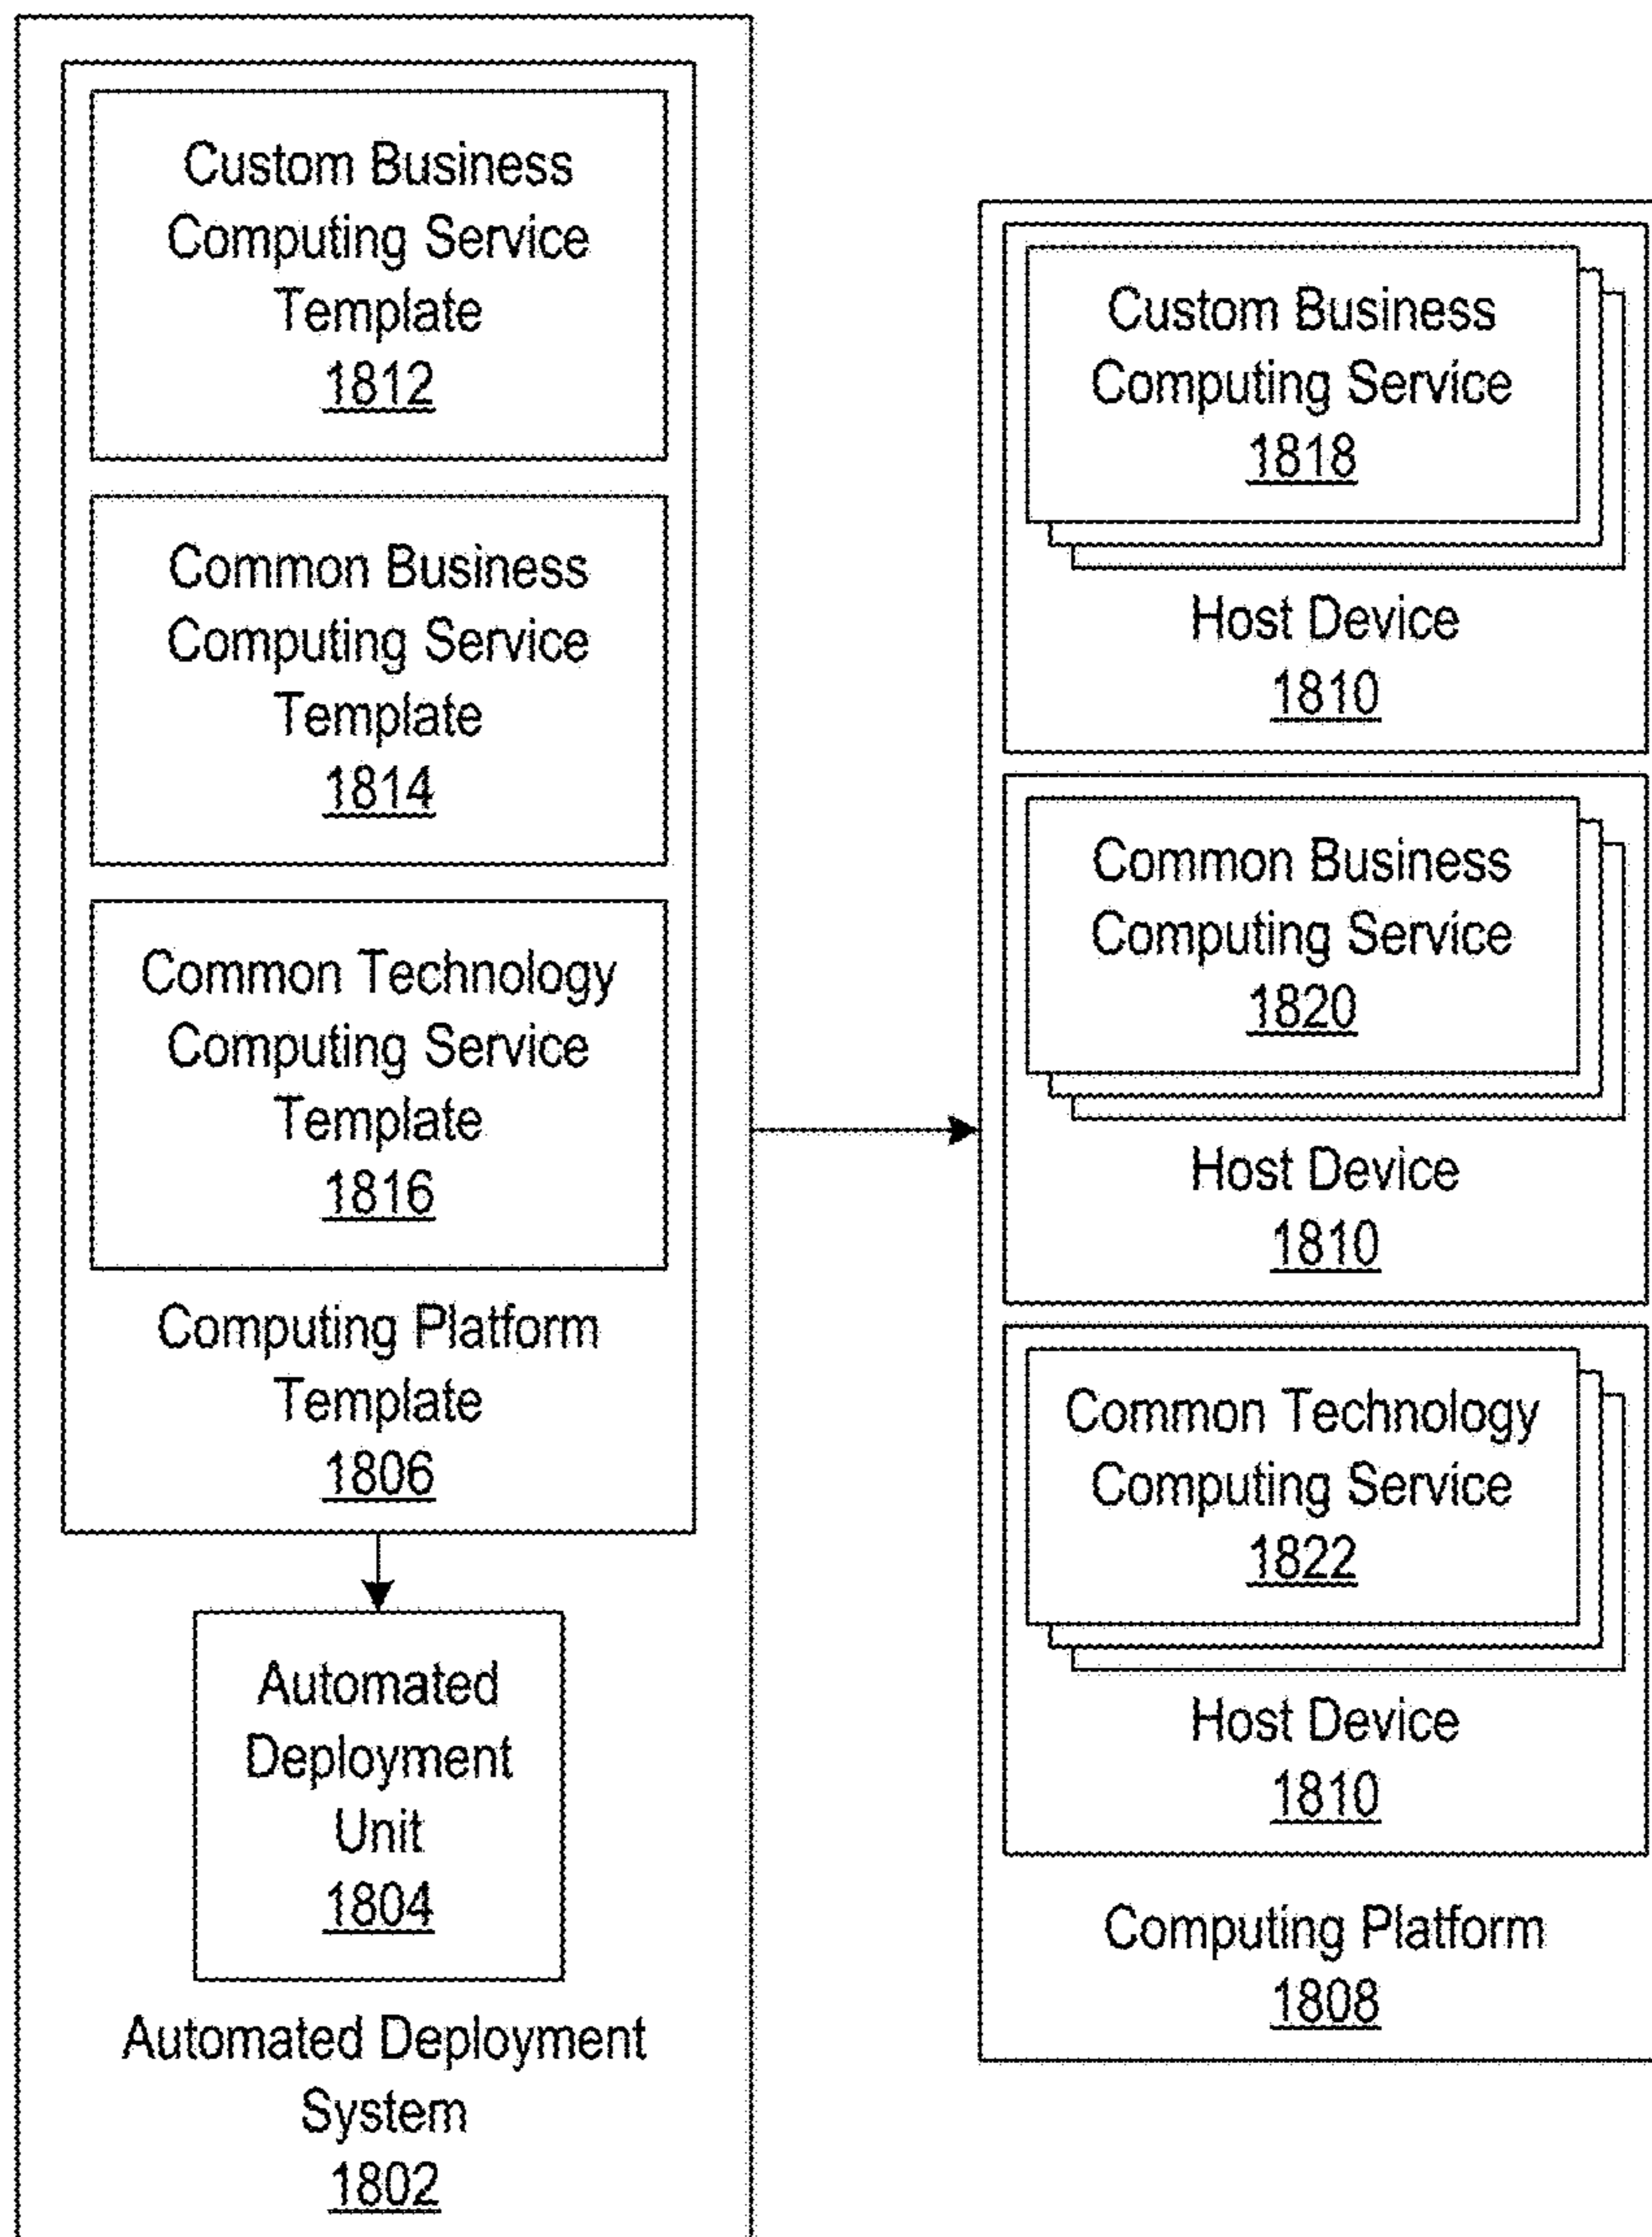 Custom Business
Computing Service
Template
1812
Common Business
Computing Service
Template
1814
Common Technology
Computing Service
Template
1816
Computing Platform
Template
1806
Automated
Deployment
Unit
1804
Automated Deployment
System
1802
Custom Business
Computing Service
1818
Host Device
1810
Common Business
Computing Service
1820
Host Device
1810
Common Technology
Computing Service
1822
Host Device
1810
Computing Platform
1808